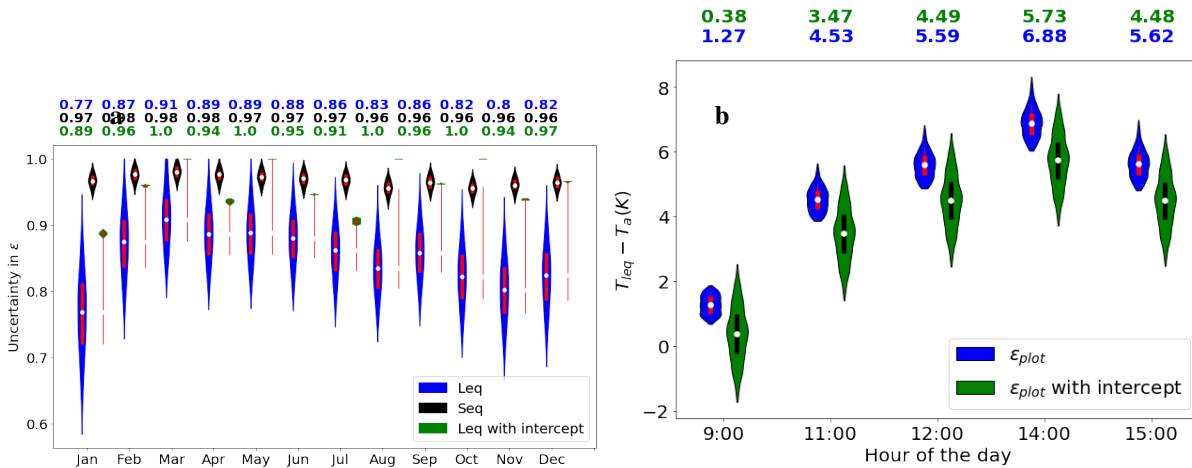 0.77 0.87 0.91 0.89 0.89 0.88 0.86 0.83 0.86 0.82 0.8 0.82
0.97 0.98 0.98 0.98 0.97 0.97 0.97 0.96 0.96 0.96 0.96 0.96
0.89 0.96 1.0 0.94 1.0 0.95 0.91 1.0 0.96 1.0 0.94 0.97
a
1.0
0.9
0.8
0.7
0.6
Uncertainty in ε
Leq
Seq
Leq with intercept
Jan Feb Mar Apr May Jun Jul Aug Sep Oct Nov Dec
0.38 3.47 4.49 5.73 4.48
1.27 4.53 5.59 6.88 5.62
b
8
6
4
2
0
−2
T_{leq} − T_a(K)
ε_{plot}
ε_{plot} with intercept
9:00 11:00 12:00 14:00 15:00
Hour of the day